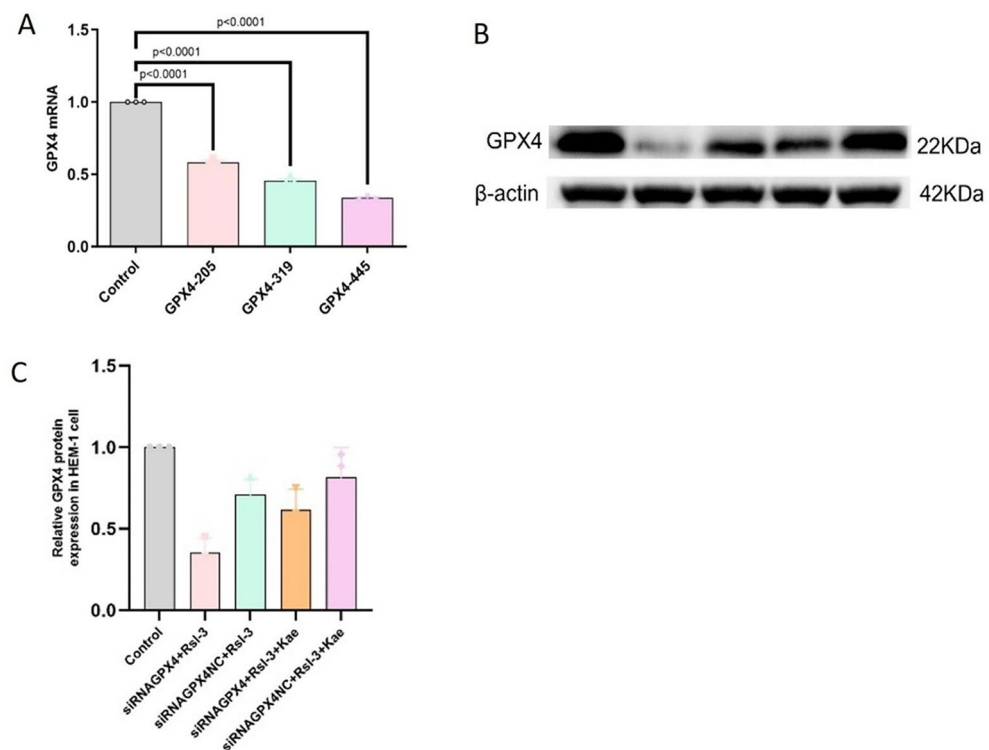 A
1.5
1.0
0.5
0.0
GPX4 mRNA
p<0.0001
p<0.0001
p<0.0001
Control
GPX4-205
GPX4-319
GPX4-445
B
GPX4
22KDa
β-actin
42KDa
C
1.5
1.0
0.5
0.0
Relative GPX4 protein
expression in HEM-1 cell
Control
siRNAGPX4+Rsl-3
siRNAGPX4NC+Rsl-3
siRNAGPX4+Rsl-3+Kae
siRNAGPX4NC+Rsl-3+Kae